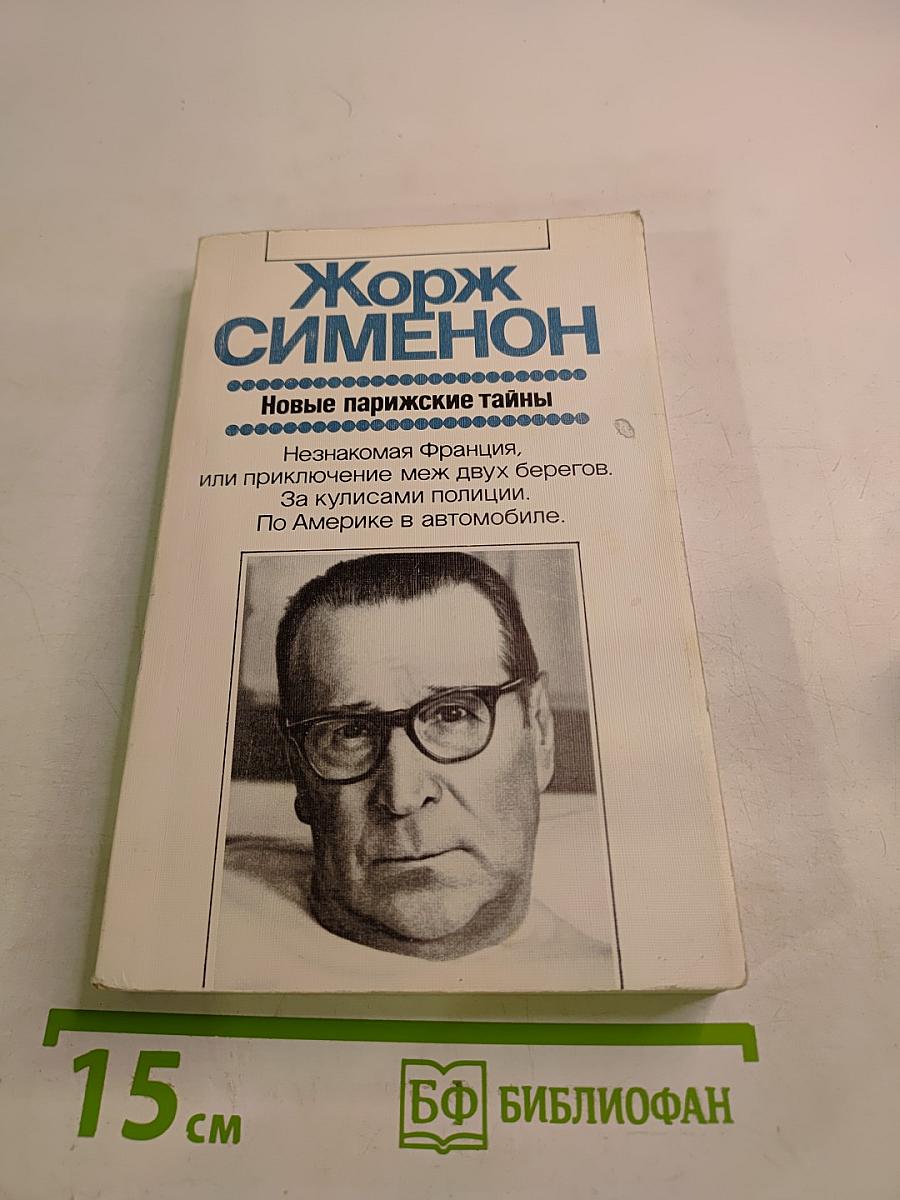 Жорж
СИМЕНОН
Новые парижские тайны
Незнакомая Франция,
или приключение меж двух берегов.
За кулисами полиции.
По Америке в автомобиле.
15 см
БФ БИБЛИОФАН